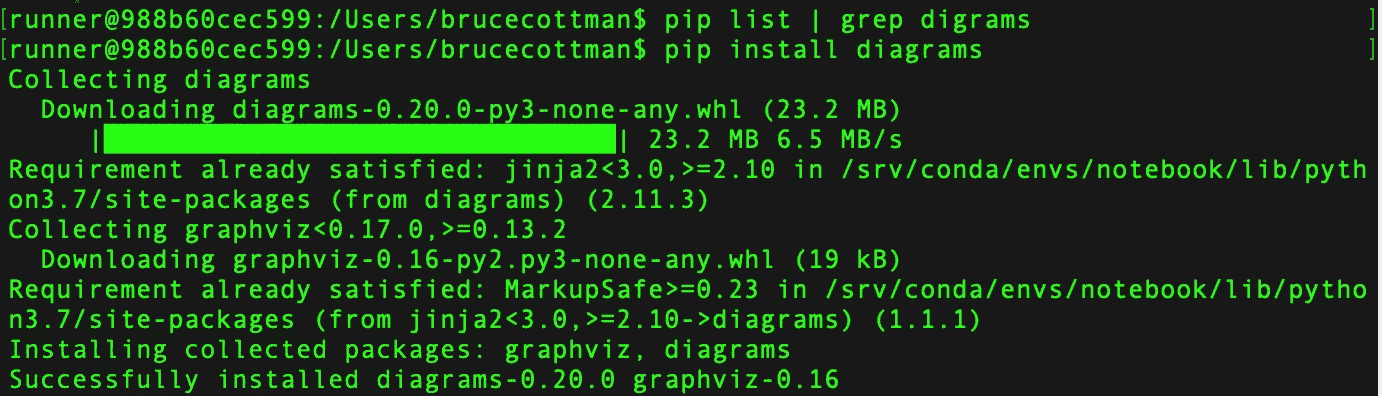 [runner@988b60cec599:/Users/brucecottman$ pip list | grep digrams ]
[runner@988b60cec599:/Users/brucecottman$ pip install diagrams ]
Collecting diagrams
  Downloading diagrams-0.20.0-py3-none-any.whl (23.2 MB)
     |████████████████████████████████| 23.2 MB 6.5 MB/s
Requirement already satisfied: jinja2<3.0,>=2.10 in /srv/conda/envs/notebook/lib/pyth
on3.7/site-packages (from diagrams) (2.11.3)
Collecting graphviz<0.17.0,>=0.13.2
  Downloading graphviz-0.16-py2.py3-none-any.whl (19 kB)
Requirement already satisfied: MarkupSafe>=0.23 in /srv/conda/envs/notebook/lib/pytho
n3.7/site-packages (from jinja2<3.0,>=2.10->diagrams) (1.1.1)
Installing collected packages: graphviz, diagrams
Successfully installed diagrams-0.20.0 graphviz-0.16